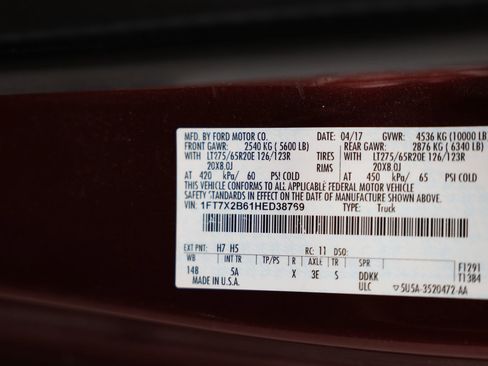 MFD. BY FORD MOTOR CO. DATE: 04/17 GVWR: 4536 KG (10000 LB)
FRONT GAWR: 2540 KG (5600 LB) REAR GAWR: 2876 KG (6340 LB)
WITH LT275/65R20E 126/123R TIRES WITH LT275/65R20E 126/123R
20X8.0J RIMS 20X8.0J
AT 420 kPa/ 60 PSI COLD AT 450 kPa/ 65 PSI COLD
THIS VEHICLE CONFORMS TO ALL APPLICABLE FEDERAL MOTOR VEHICLE
SAFETY STANDARDS IN EFFECT ON THE DATE OF MANUFACTURE SHOWN ABOVE.
VIN: 1FT7X2B61HED38769 TYPE: Truck
EXT PNT: H7 H5 RC: 11 DSO:
WB INT TR TP/PS R AXLE TR SPR F1291
148 5A X 3E 5 DDKK T1384
MADE IN U.S.A. ULC ▽5U5A-3520472-AA